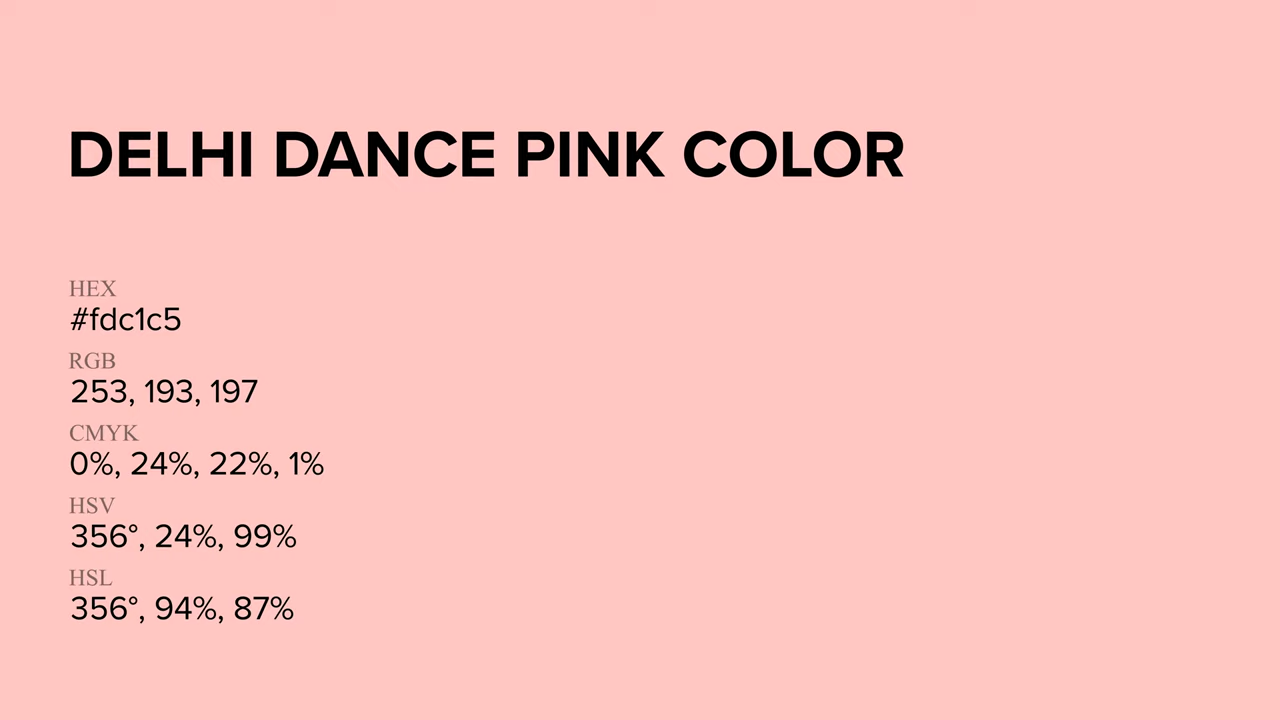 DELHI DANCE PINK COLOR
HEX
#fdc1c5
RGB
253, 193, 197
CMYK
0%, 24%, 22%, 1%
HSV
356°, 24%, 99%
HSL
356°, 94%, 87%